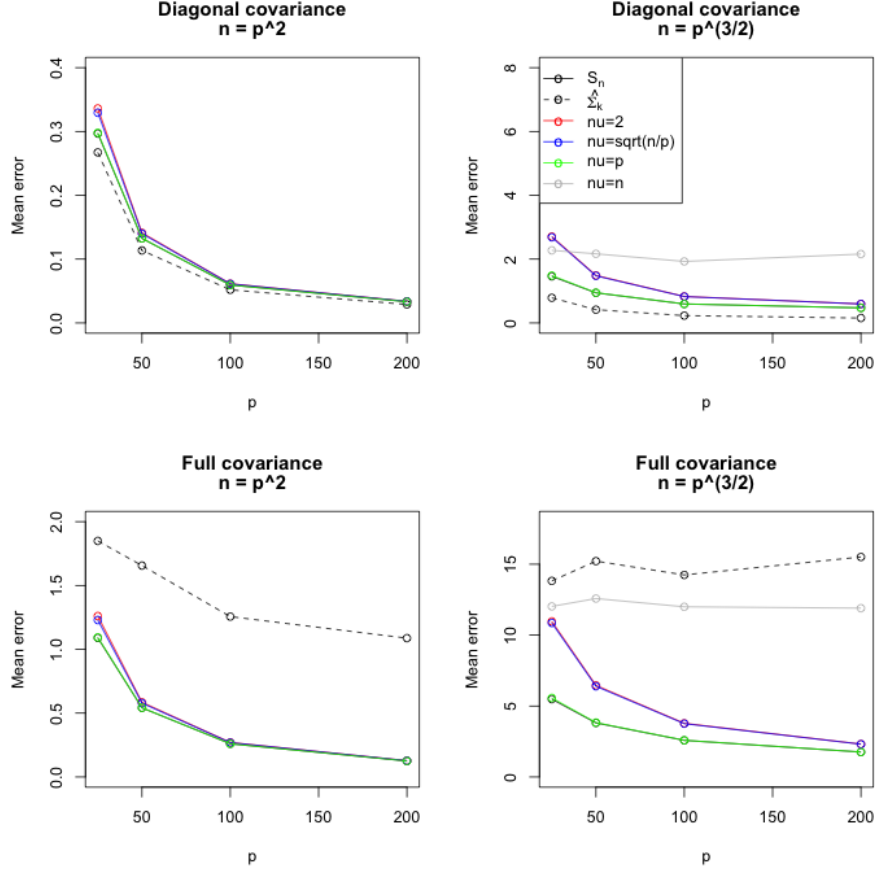 Diagonal covariance
n = p^2
Mean error
0.0
0.1
0.2
0.3
0.4
50
100
150
200
p
Diagonal covariance
n = p^(3/2)
Mean error
0
2
4
6
8
S_n
Σ̂_k
nu=2
nu=sqrt(n/p)
nu=p
nu=n
50
100
150
200
p
Full covariance
n = p^2
Mean error
0.0
0.5
1.0
1.5
2.0
50
100
150
200
p
Full covariance
n = p^(3/2)
Mean error
0
5
10
15
50
100
150
200
p